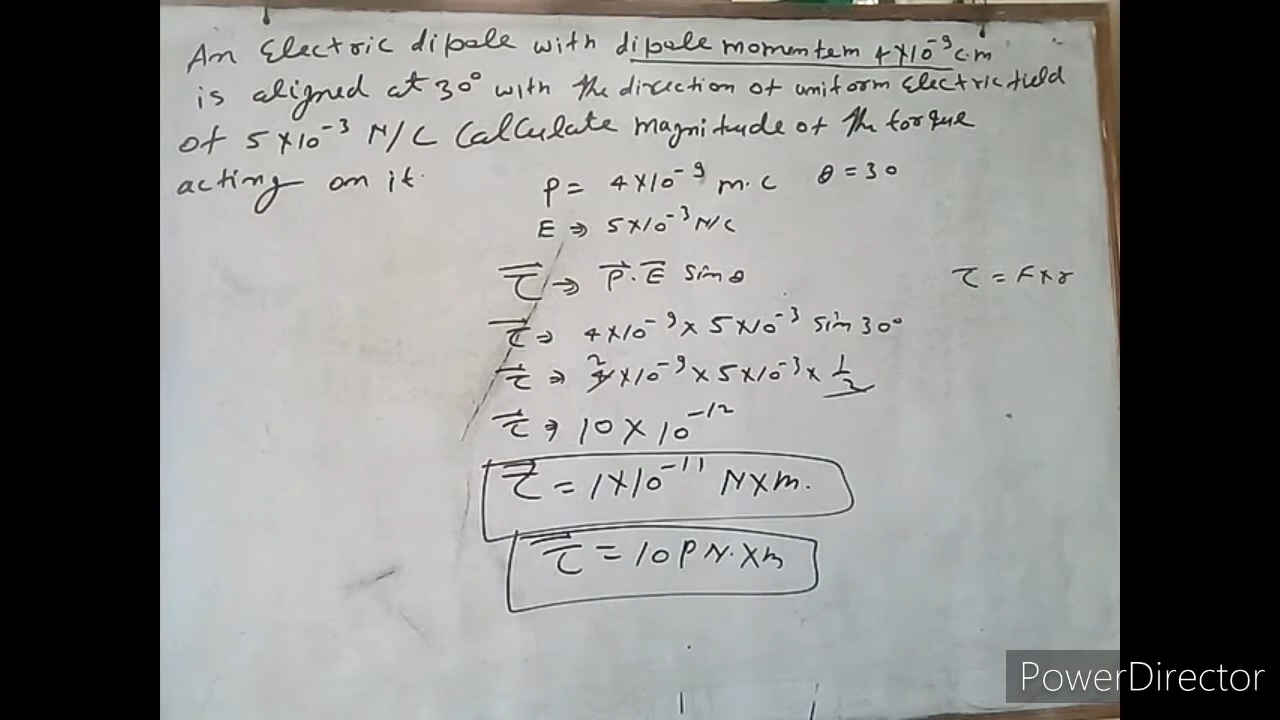 An Electric dipole with dipole momentem 4×10⁻⁹ c.m
is aligned at 30° with the direction of uniform Electric field
of 5×10⁻³ N/C Calculate magnitude of the torque
acting on it.
P = 4×10⁻⁹ m.c θ = 30
E ⇒ 5×10⁻³ N/C
τ⃗ ⇒ P⃗.E⃗ Sinθ τ = F×r
τ⃗ ⇒ 4×10⁻⁹ × 5×10⁻³ Sin 30°
τ⃗ ⇒ 4×10⁻⁹ × 5×10⁻³ × 1/2
τ⃗ ⇒ 10 × 10⁻¹²
τ⃗ = 1×10⁻¹¹ N×m.
τ⃗ = 10 P N.×m
PowerDirector